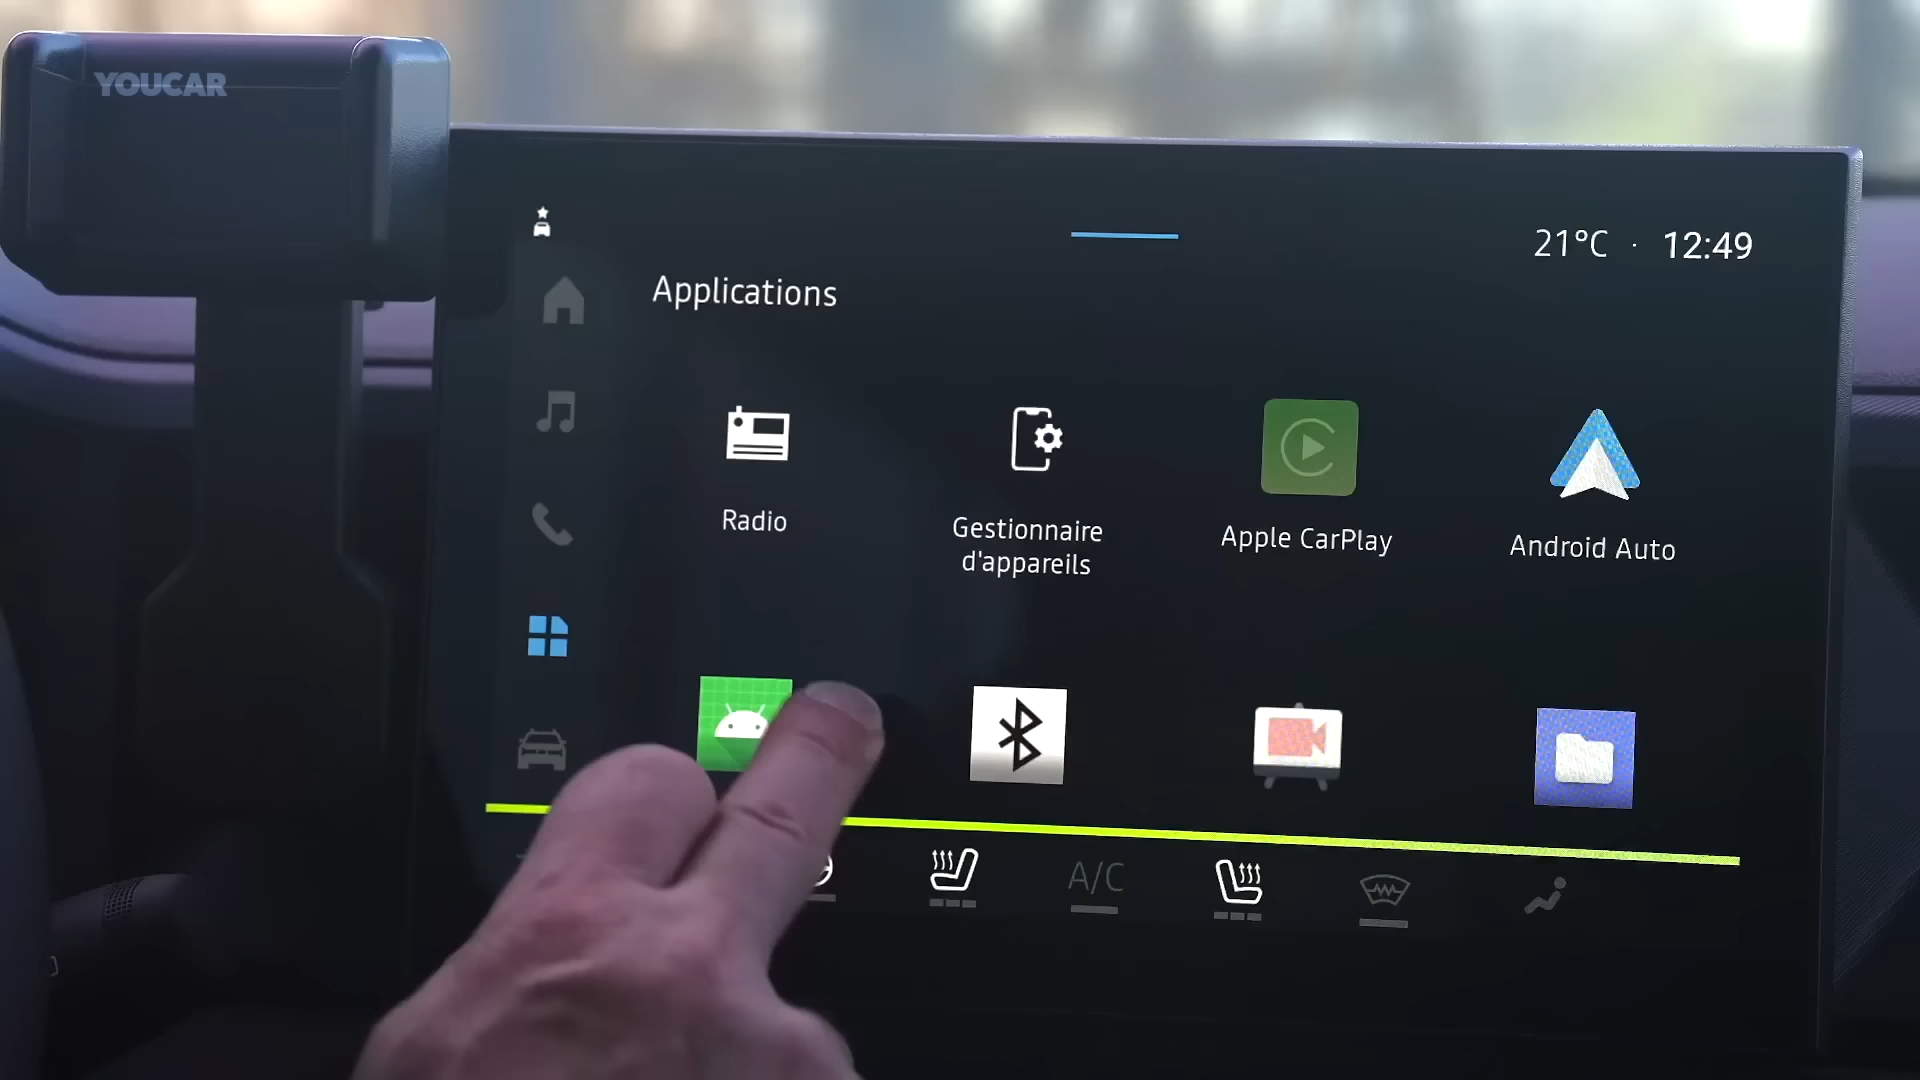 YOUCAR
21°C · 12:49
Applications
Radio
Gestionnaire
d'appareils
Apple CarPlay
Android Auto
A/C